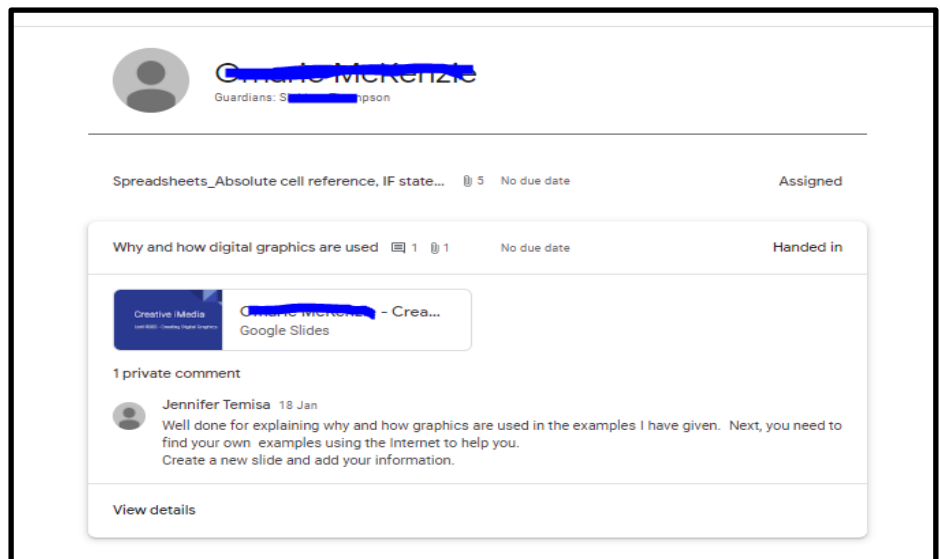 Guardians:
Spreadsheets_Absolute cell reference, IF state... 5 No due date Assigned
Why and how digital graphics are used 1 1 No due date Handed in
Creative iMedia
- Creating Digital Graphics
- Crea...
Google Slides
1 private comment
Jennifer Temisa 18 Jan
Well done for explaining why and how graphics are used in the examples I have given. Next, you need to
find your own examples using the Internet to help you.
Create a new slide and add your information.
View details